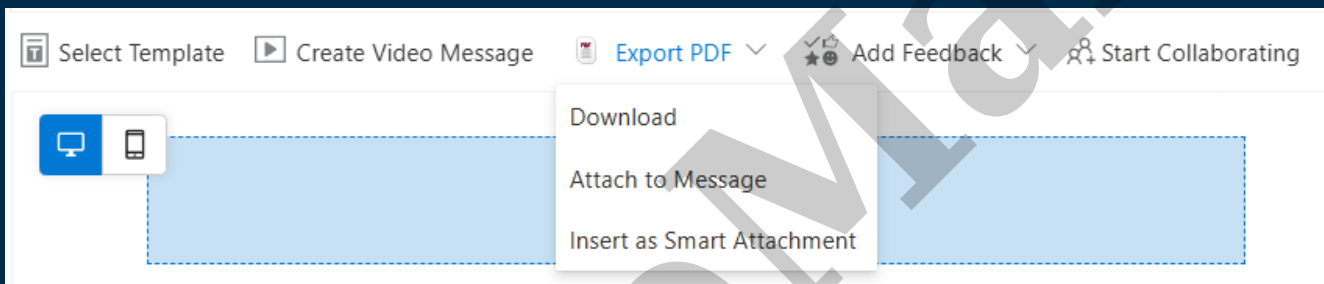 Select Template Create Video Message Export PDF Add Feedback Start Collaborating
Download
Attach to Message
Insert as Smart Attachment